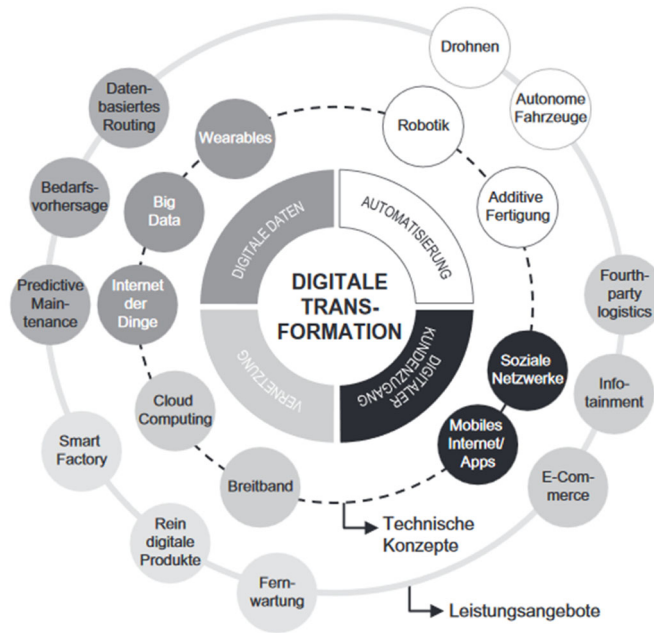 Drohnen
Autonome
Fahrzeuge
Daten-
basiertes
Routing
Wearables
Robotik
Additive
Fertigung
Bedarfs-
vorhersage
Big
Data
DIGITALE DATEN
AUTOMATISIERUNG
DIGITALE
TRANS-
FORMATION
Predictive
Main-
tenance
Internet
der
Dinge
Fourth-
party
logistics
VERNETZUNG
DIGITALER
KUNDENZUGANG
Soziale
Netzwerke
Info-
tainment
Cloud
Computing
Mobiles
Internet/
Apps
Smart
Factory
Breitband
E-Com-
merce
Rein
digitale
Produkte
Technische
Konzepte
Fern-
wartung
Leistungsangebote